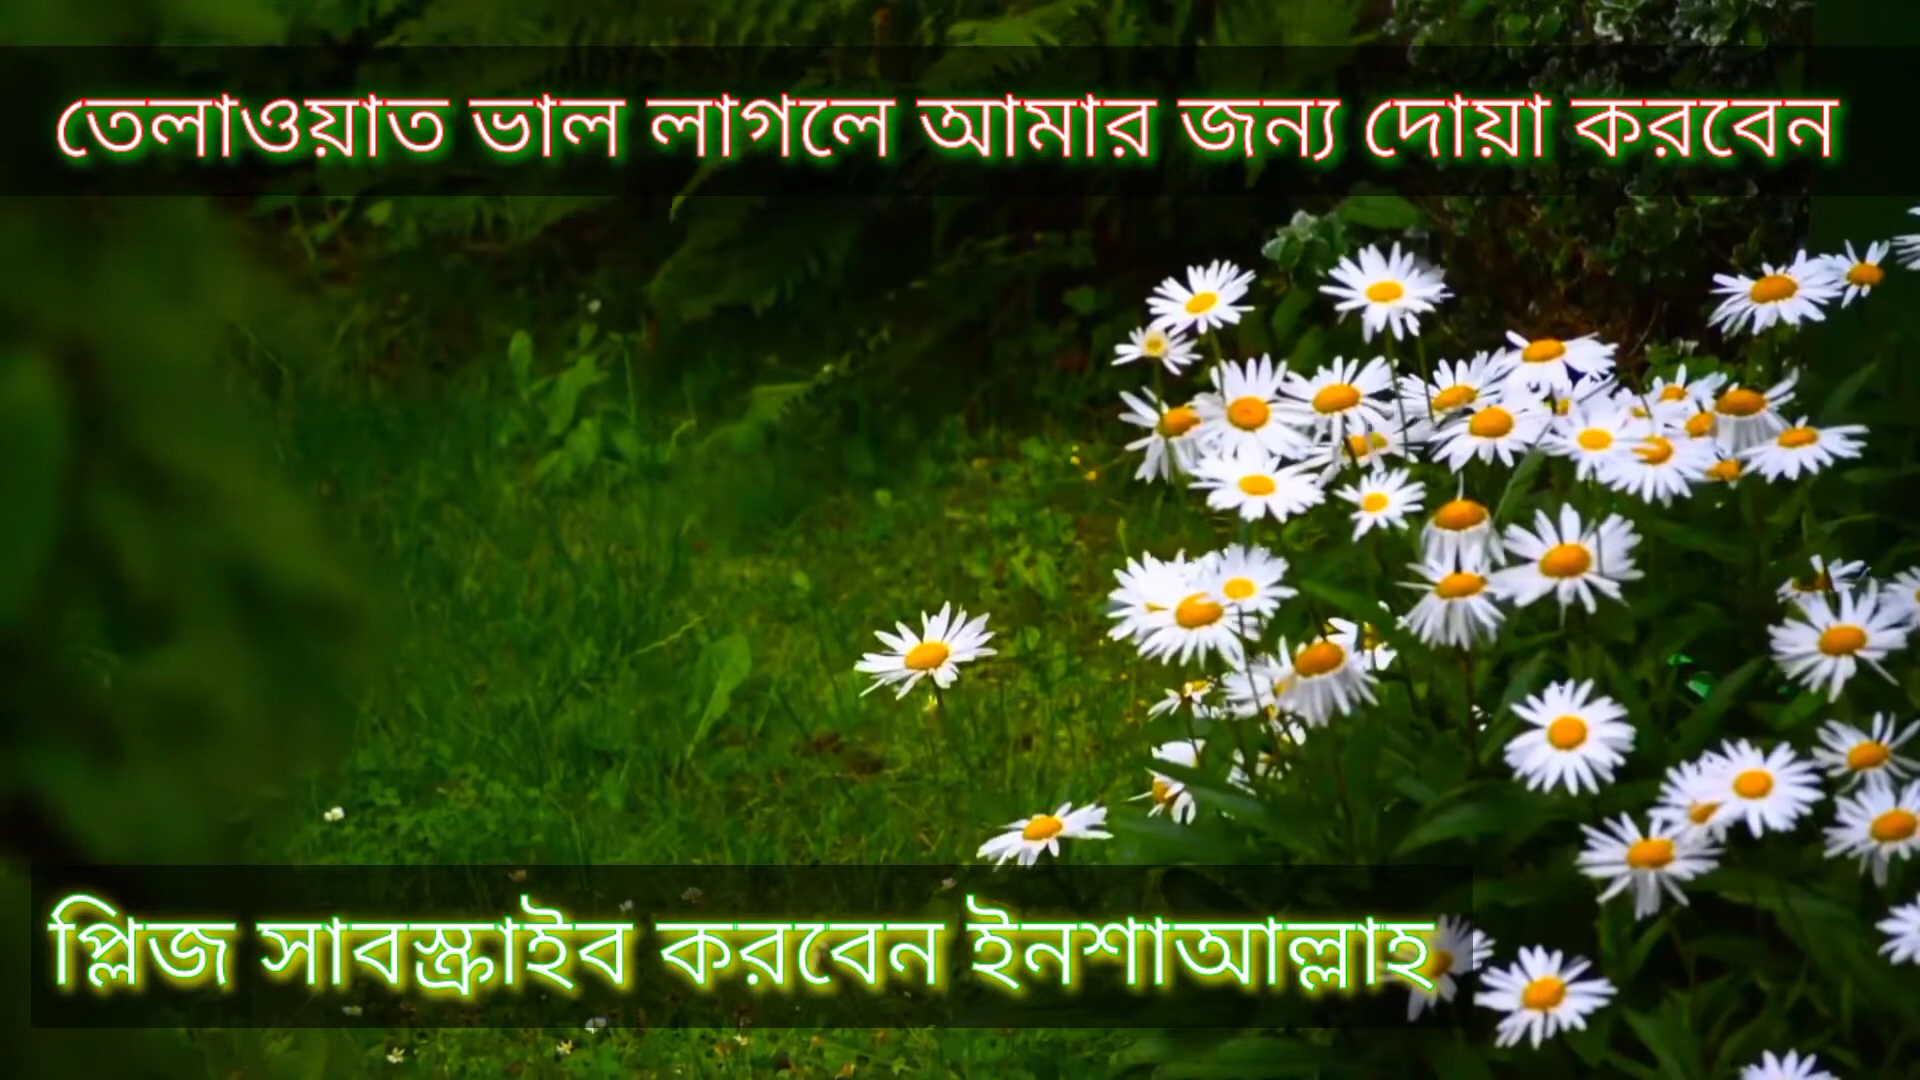 তেলাওয়াত ভাল লাগলে আমার জন্য দোয়া করবেন
প্লিজ সাবস্ক্রাইব করবেন ইনশাআল্লাহ